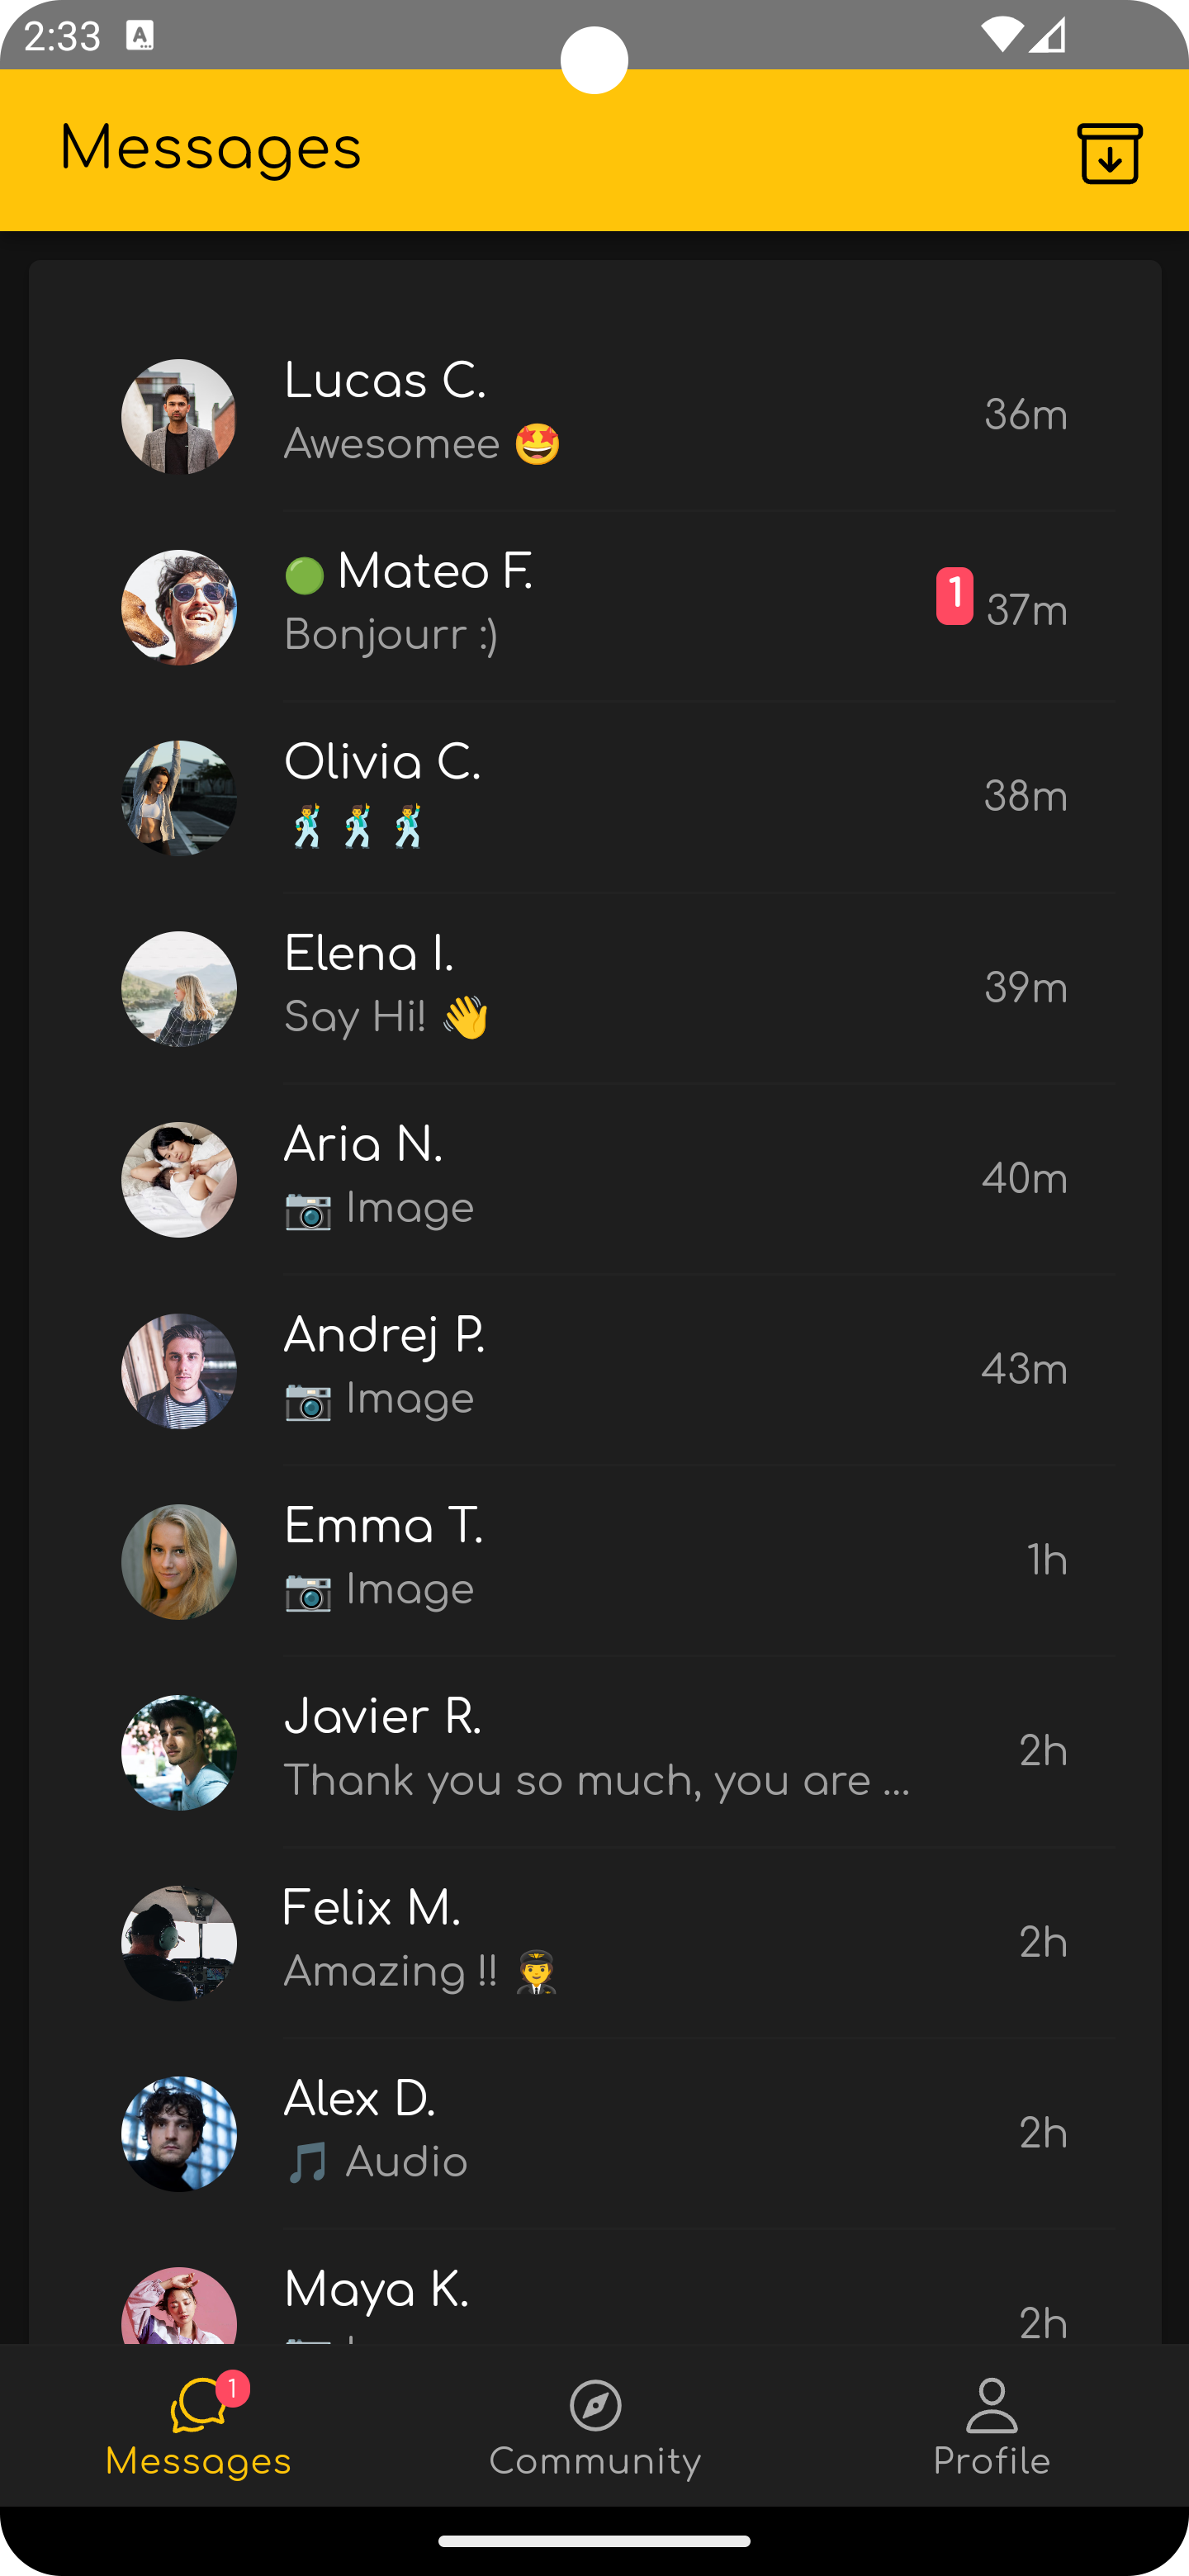 2:33
Messages
Lucas C.
Awesomee 🤩
36m
🟢 Mateo F.
Bonjourr :)
1 37m
Olivia C.
🕺🕺🕺
38m
Elena I.
Say Hi! 👋
39m
Aria N.
📷 Image
40m
Andrej P.
📷 Image
43m
Emma T.
📷 Image
1h
Javier R.
Thank you so much, you are ...
2h
Felix M.
Amazing !! 🧑‍✈️
2h
Alex D.
🎵 Audio
2h
Maya K.
2h
1
Messages
Community
Profile